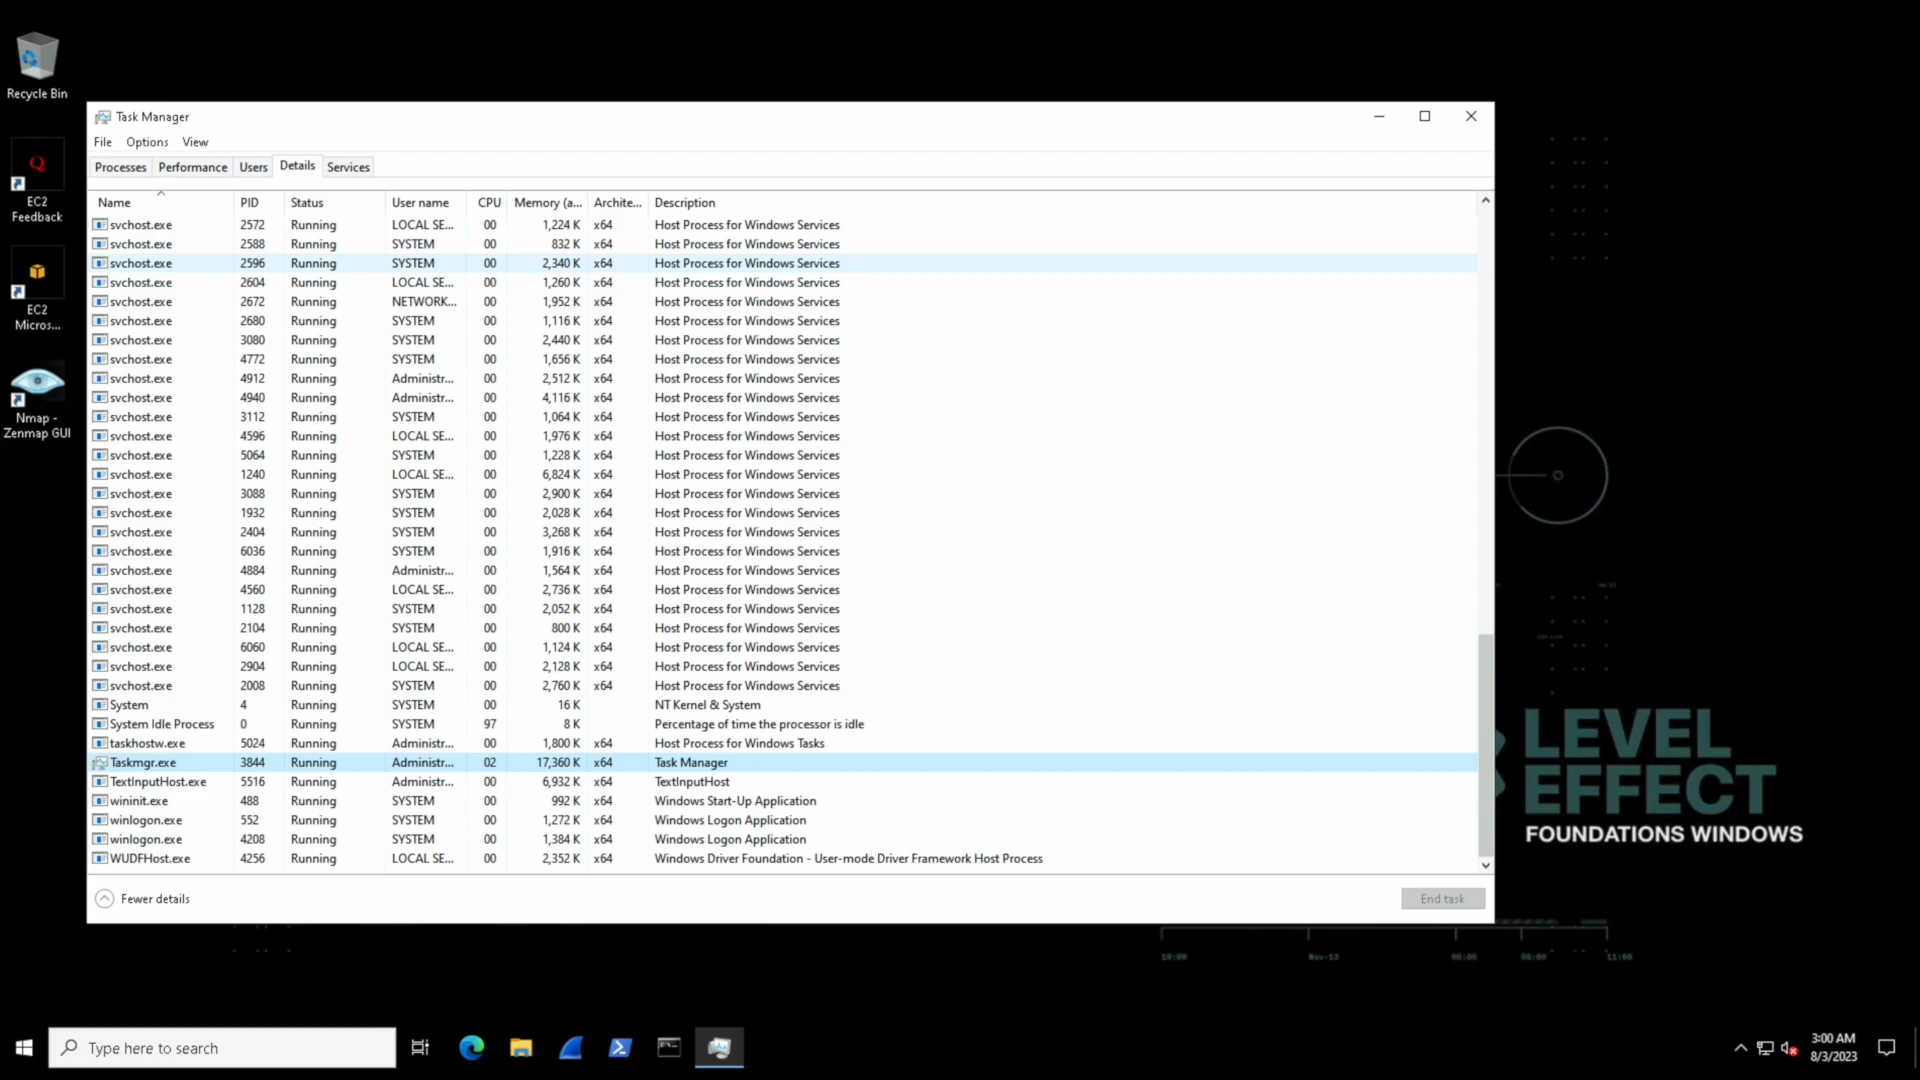 Recycle Bin
EC2
Feedback
EC2
Micros...
Nmap -
Zenmap GUI
Task Manager
File Options View
Processes Performance Users Details Services
Name PID Status User name CPU Memory (a... Archite... Description
svchost.exe 2572 Running LOCAL SE... 00 1,224 K x64 Host Process for Windows Services
svchost.exe 2588 Running SYSTEM 00 832 K x64 Host Process for Windows Services
svchost.exe 2596 Running SYSTEM 00 2,340 K x64 Host Process for Windows Services
svchost.exe 2604 Running LOCAL SE... 00 1,260 K x64 Host Process for Windows Services
svchost.exe 2672 Running NETWORK... 00 1,952 K x64 Host Process for Windows Services
svchost.exe 2680 Running SYSTEM 00 1,116 K x64 Host Process for Windows Services
svchost.exe 3080 Running SYSTEM 00 2,440 K x64 Host Process for Windows Services
svchost.exe 4772 Running SYSTEM 00 1,656 K x64 Host Process for Windows Services
svchost.exe 4912 Running Administr... 00 2,512 K x64 Host Process for Windows Services
svchost.exe 4940 Running Administr... 00 4,116 K x64 Host Process for Windows Services
svchost.exe 3112 Running SYSTEM 00 1,064 K x64 Host Process for Windows Services
svchost.exe 4596 Running LOCAL SE... 00 1,976 K x64 Host Process for Windows Services
svchost.exe 5064 Running SYSTEM 00 1,228 K x64 Host Process for Windows Services
svchost.exe 1240 Running LOCAL SE... 00 6,824 K x64 Host Process for Windows Services
svchost.exe 3088 Running SYSTEM 00 2,900 K x64 Host Process for Windows Services
svchost.exe 1932 Running SYSTEM 00 2,028 K x64 Host Process for Windows Services
svchost.exe 2404 Running SYSTEM 00 3,268 K x64 Host Process for Windows Services
svchost.exe 6036 Running SYSTEM 00 1,916 K x64 Host Process for Windows Services
svchost.exe 4884 Running Administr... 00 1,564 K x64 Host Process for Windows Services
svchost.exe 4560 Running LOCAL SE... 00 2,736 K x64 Host Process for Windows Services
svchost.exe 1128 Running SYSTEM 00 2,052 K x64 Host Process for Windows Services
svchost.exe 2104 Running SYSTEM 00 800 K x64 Host Process for Windows Services
svchost.exe 6060 Running LOCAL SE... 00 1,124 K x64 Host Process for Windows Services
svchost.exe 2904 Running LOCAL SE... 00 2,128 K x64 Host Process for Windows Services
svchost.exe 2008 Running SYSTEM 00 2,760 K x64 Host Process for Windows Services
System 4 Running SYSTEM 00 16 K NT Kernel & System
System Idle Process 0 Running SYSTEM 97 8 K Percentage of time the processor is idle
taskhostw.exe 5024 Running Administr... 00 1,800 K x64 Host Process for Windows Tasks
Taskmgr.exe 3844 Running Administr... 02 17,360 K x64 Task Manager
TextInputHost.exe 5516 Running Administr... 00 6,932 K x64 TextInputHost
wininit.exe 488 Running SYSTEM 00 992 K x64 Windows Start-Up Application
winlogon.exe 552 Running SYSTEM 00 1,272 K x64 Windows Logon Application
winlogon.exe 4208 Running SYSTEM 00 1,384 K x64 Windows Logon Application
WUDFHost.exe 4256 Running LOCAL SE... 00 2,352 K x64 Windows Driver Foundation - User-mode Driver Framework Host Process
Fewer details End task
LEVEL
EFFECT
FOUNDATIONS WINDOWS
Type here to search
3:00 AM
8/3/2023